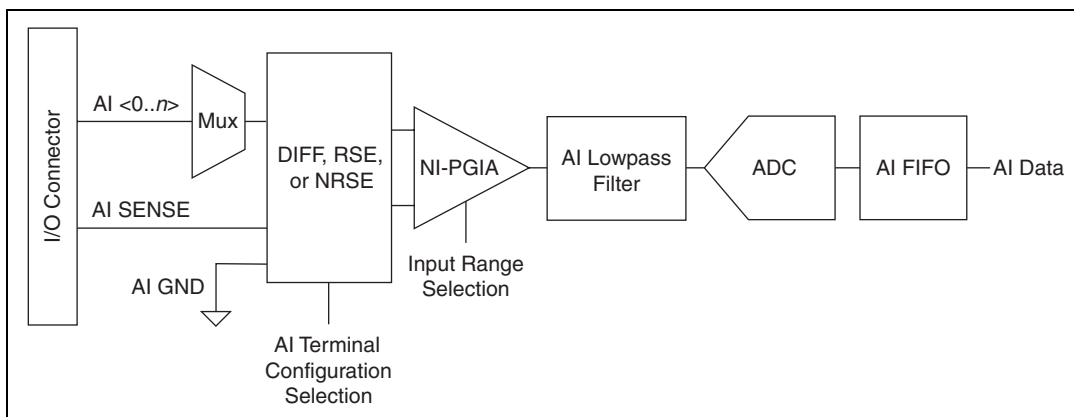 I/O Connector
AI <0..n>
Mux
AI SENSE
AI GND
DIFF, RSE,
or NRSE
AI Terminal
Configuration
Selection
NI-PGIA
Input Range
Selection
AI Lowpass
Filter
ADC
AI FIFO
AI Data